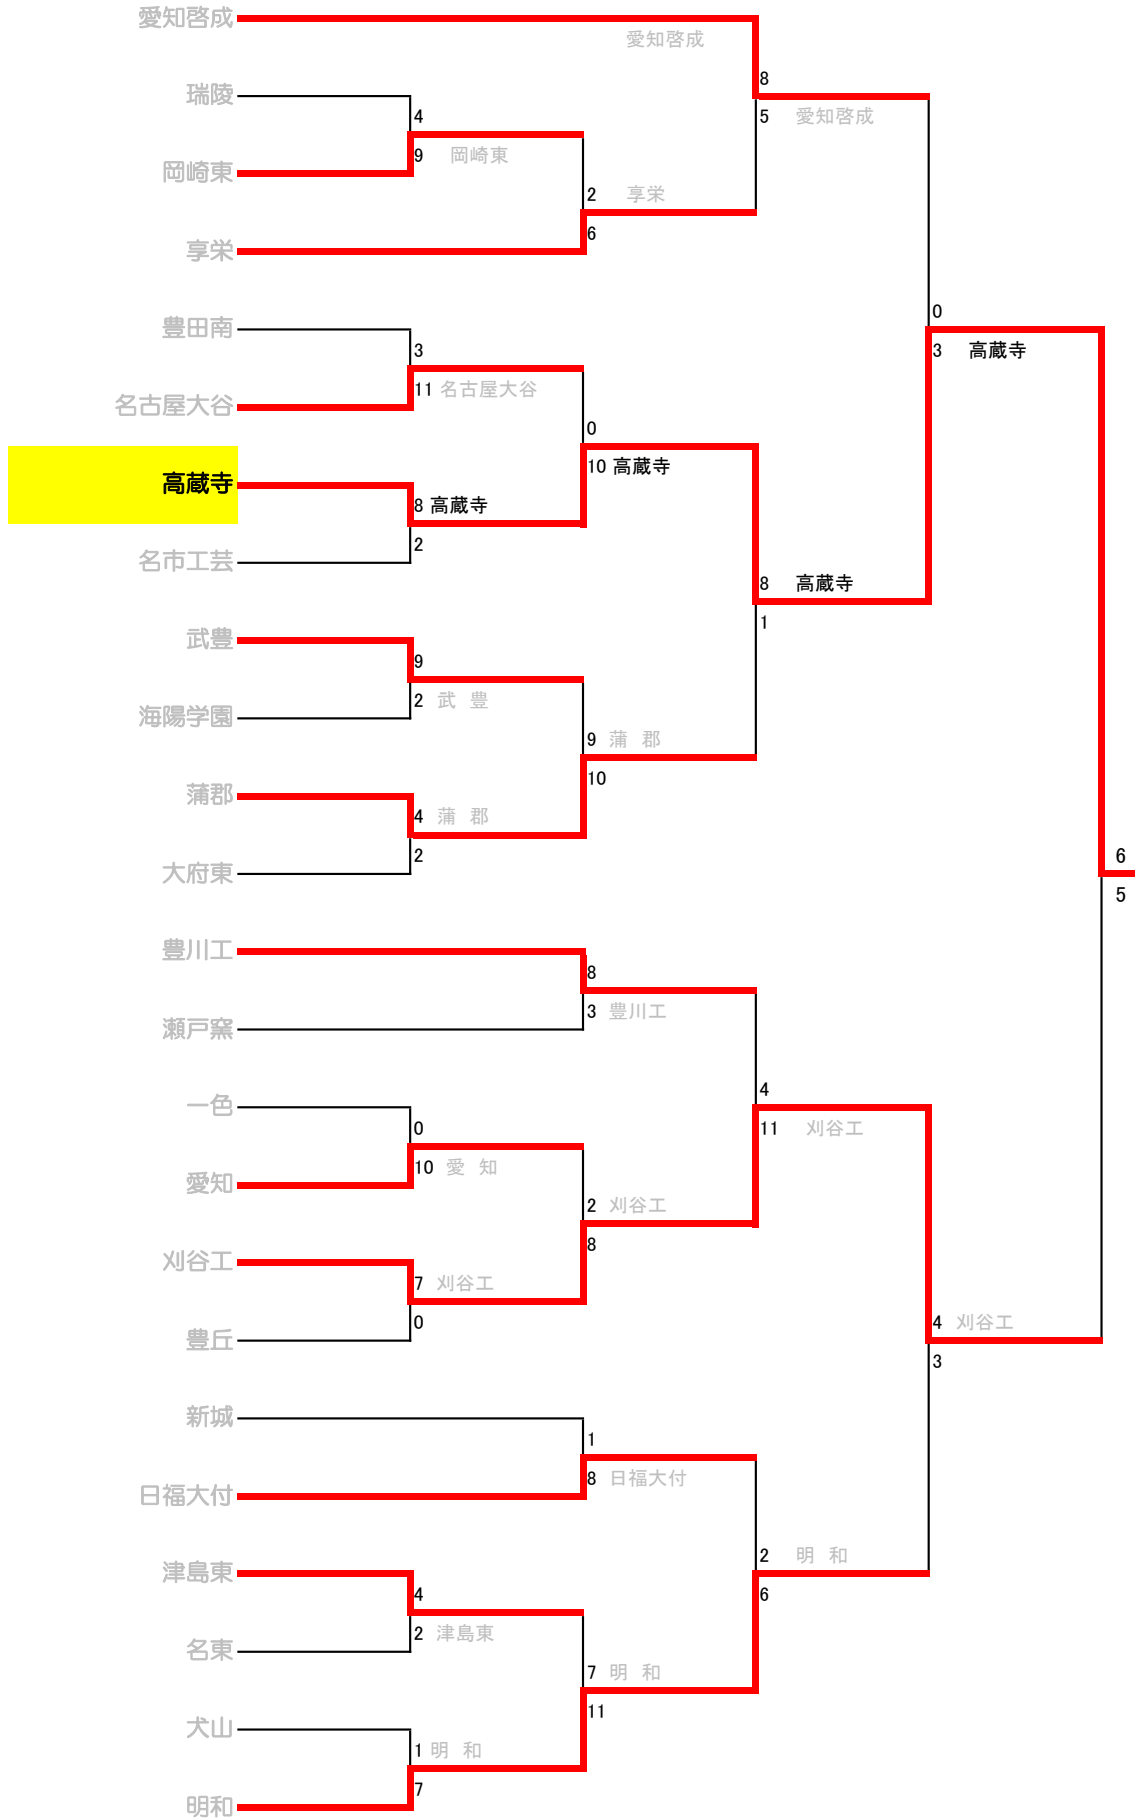 愛知啓成
愛知啓成
8
瑞陵
4
5 愛知啓成
9 岡崎東
岡崎東
2 享栄
6
享栄
0
豊田南
3
3 高蔵寺
11 名古屋大谷
名古屋大谷
0
10 高蔵寺
高蔵寺
8 高蔵寺
2
名市工芸
8 高蔵寺
1
武豊
9
2 武 豊
海陽学園
9 蒲 郡
10
蒲郡
4 蒲 郡
2
6
大府東
5
豊川工
8
3 豊川工
瀬戸窯
4
一色
0
11 刈谷工
10 愛 知
愛知
2 刈谷工
8
刈谷工
7 刈谷工
0
4 刈谷工
豊丘
3
新城
1
8 日福大付
日福大付
2 明 和
津島東
4
6
2 津島東
名東
7 明 和
11
犬山
1 明 和
7
明和